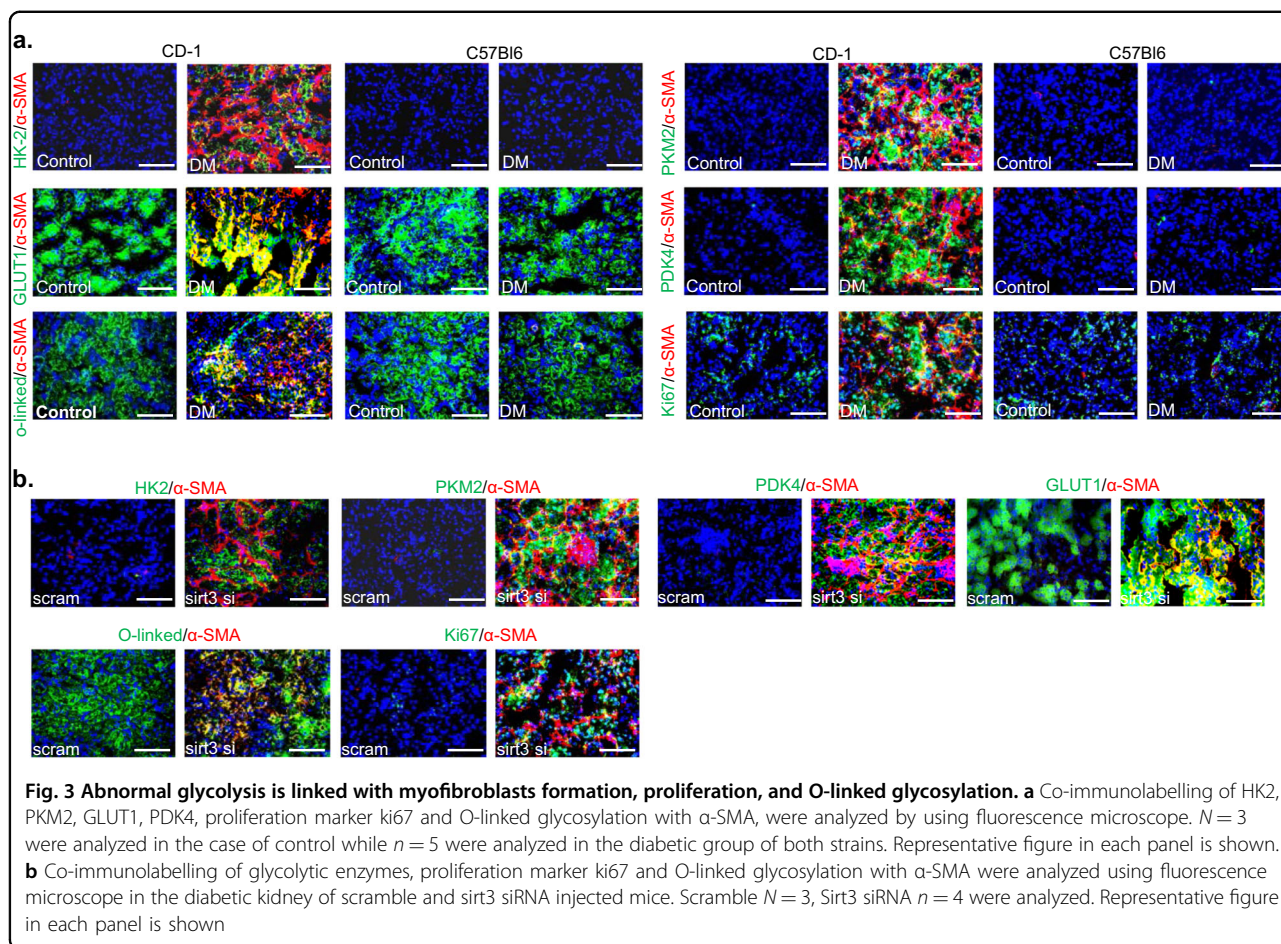 a.
CD-1
C57Bl6
CD-1
C57Bl6
HK-2/α-SMA
Control
DM
Control
DM
PKM2/α-SMA
Control
DM
Control
DM
GLUT1/α-SMA
Control
DM
Control
DM
PDK4/α-SMA
Control
DM
Control
DM
o-linked/α-SMA
Control
DM
Control
DM
Ki67/α-SMA
Control
DM
Control
DM
b.
HK2/α-SMA
PKM2/α-SMA
PDK4/α-SMA
GLUT1/α-SMA
scram
sirt3 si
scram
sirt3 si
scram
sirt3 si
scram
sirt3 si
O-linked/α-SMA
Ki67/α-SMA
scram
sirt3 si
scram
sirt3 si
Fig. 3 Abnormal glycolysis is linked with myofibroblasts formation, proliferation, and O-linked glycosylation. a Co-immunolabelling of HK2,
PKM2, GLUT1, PDK4, proliferation marker ki67 and O-linked glycosylation with α-SMA, were analyzed by using fluorescence microscope. N = 3
were analyzed in the case of control while n = 5 were analyzed in the diabetic group of both strains. Representative figure in each panel is shown.
b Co-immunolabelling of glycolytic enzymes, proliferation marker ki67 and O-linked glycosylation with α-SMA were analyzed using fluorescence
microscope in the diabetic kidney of scramble and sirt3 siRNA injected mice. Scramble N = 3, Sirt3 siRNA n = 4 were analyzed. Representative figure
in each panel is shown